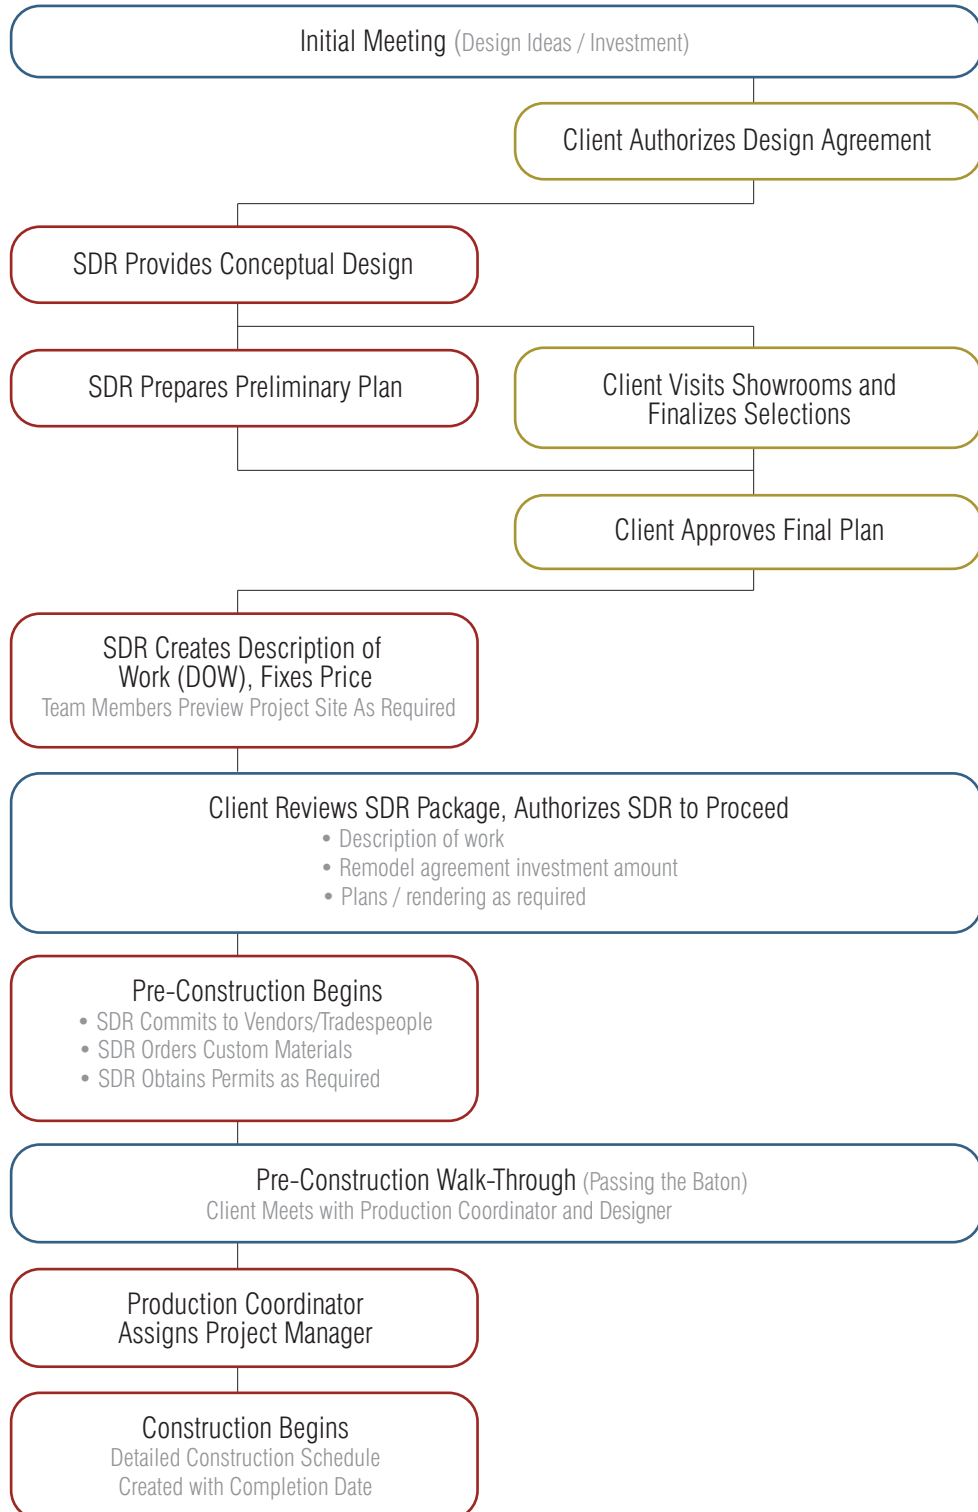 Initial Meeting (Design Ideas / Investment)
Client Authorizes Design Agreement
SDR Provides Conceptual Design
SDR Prepares Preliminary Plan
Client Visits Showrooms and
Finalizes Selections
Client Approves Final Plan
SDR Creates Description of
Work (DOW), Fixes Price
Team Members Preview Project Site As Required
Client Reviews SDR Package, Authorizes SDR to Proceed
• Description of work
• Remodel agreement investment amount
• Plans / rendering as required
Pre-Construction Begins
• SDR Commits to Vendors/Tradespeople
• SDR Orders Custom Materials
• SDR Obtains Permits as Required
Pre-Construction Walk-Through (Passing the Baton)
Client Meets with Production Coordinator and Designer
Production Coordinator
Assigns Project Manager
Construction Begins
Detailed Construction Schedule
Created with Completion Date